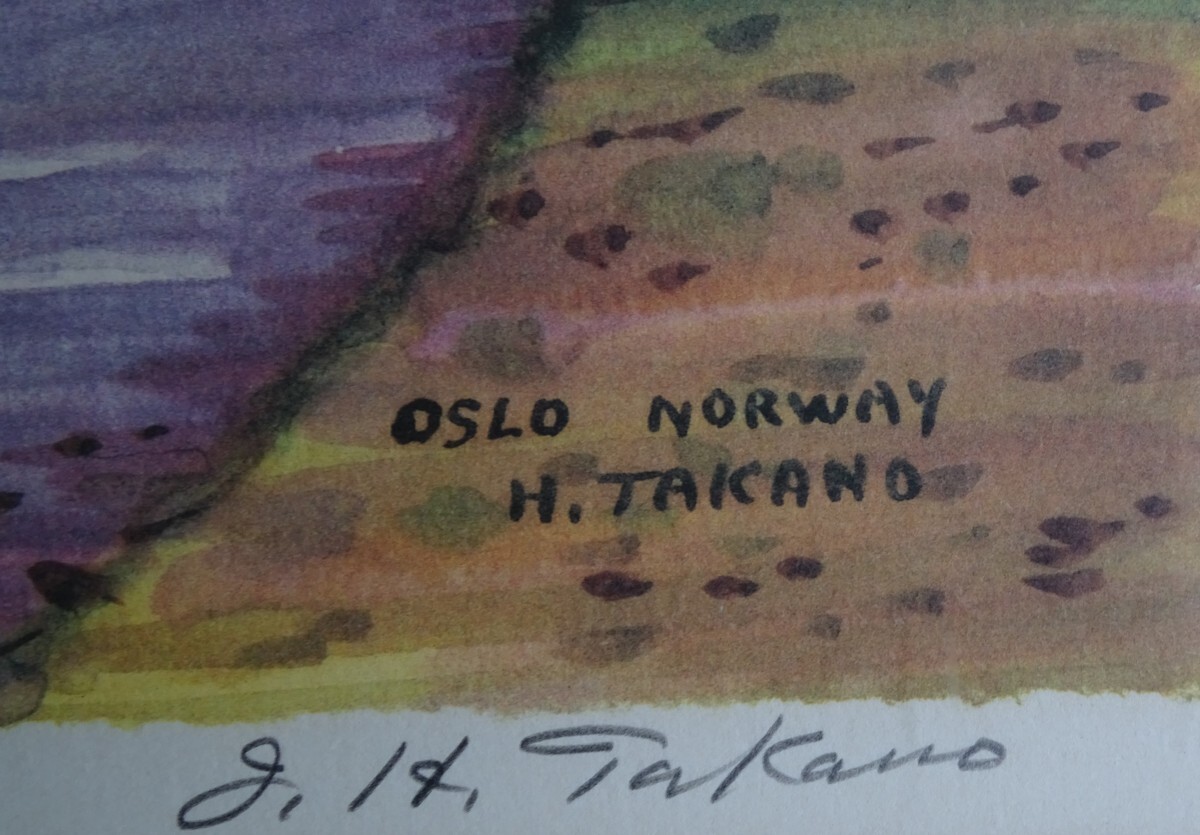 OSLO NORWAY
H. TAKANO
J. H. Takano